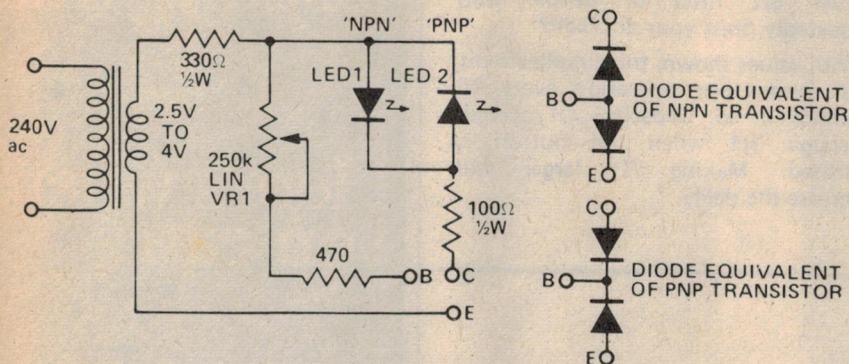 'NPN' 'PNP'
330Ω
½W
LED1 LED 2
240V
ac
2.5V
TO
4V
250k
LIN
VR1
100Ω
½W
470
B C
E
C
B
DIODE EQUIVALENT
OF NPN TRANSISTOR
E
C
B
DIODE EQUIVALENT
OF PNP TRANSISTOR
E